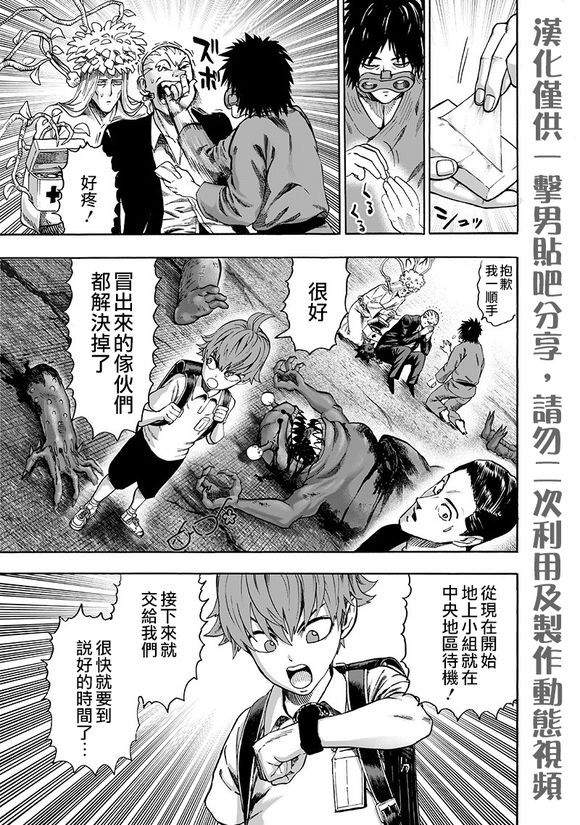 漢化僅供一擊男貼吧分享，請勿二次利用及製作動態視頻
シュッ
ズボ
好疼！
抱歉
我一順手
很好
冒出來的傢伙們
都解決掉了
從現在開始
地上小組就在
中央地區待機！
接下來就
交給我們
很快就要到
說好的時間了…